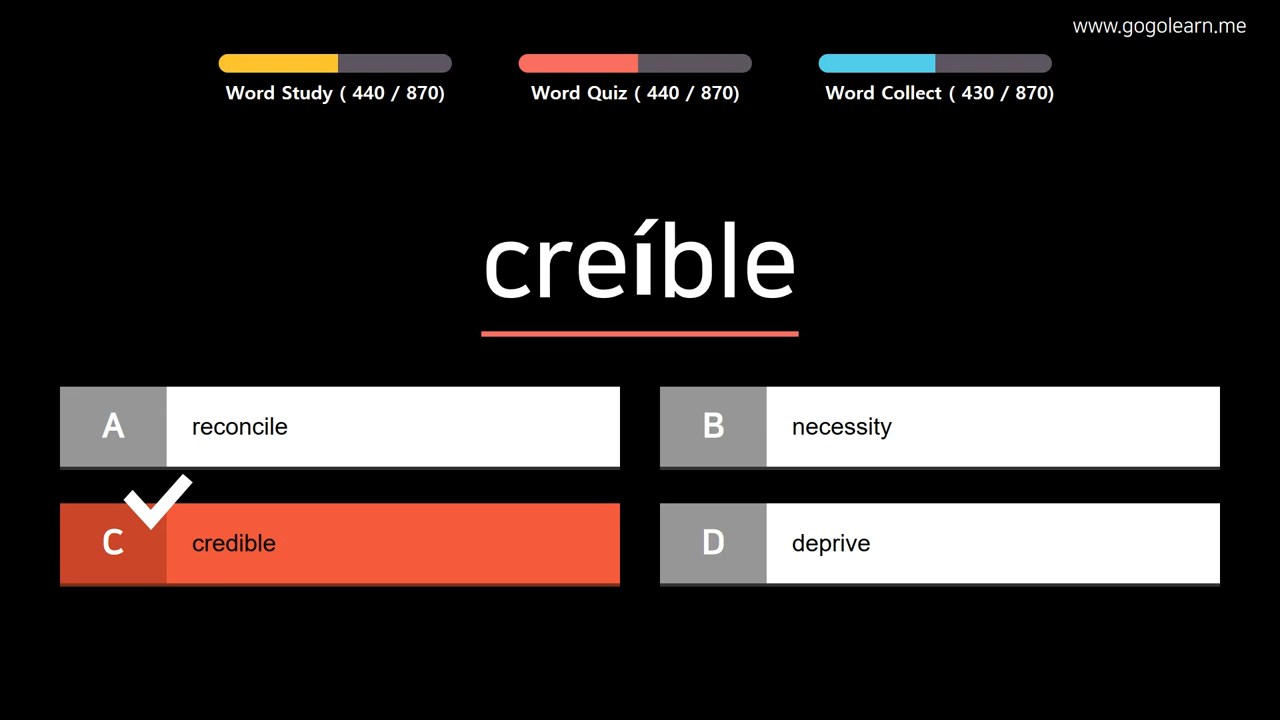 www.gogolearn.me
Word Study ( 440 / 870)
Word Quiz ( 440 / 870)
Word Collect ( 430 / 870)
creíble
A reconcile
B necessity
C credible
D deprive